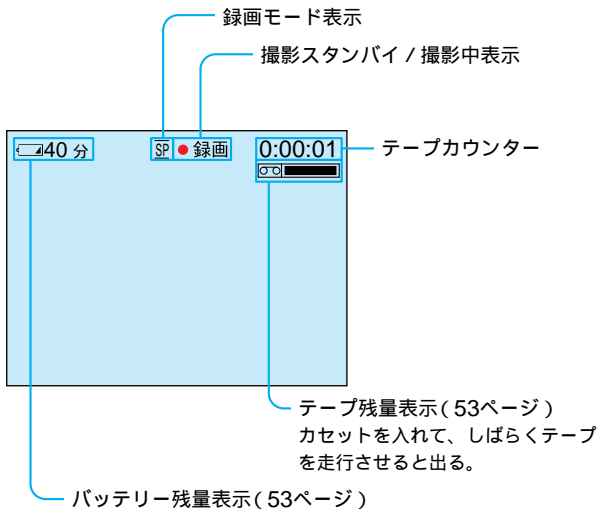 録画モード表示
撮影スタンバイ / 撮影中表示
40 分
SP ●録画
0:00:01
テープカウンター
テープ残量表示(53ページ)
カセットを入れて、しばらくテープ
を走行させると出る。
バッテリー残量表示(53ページ)